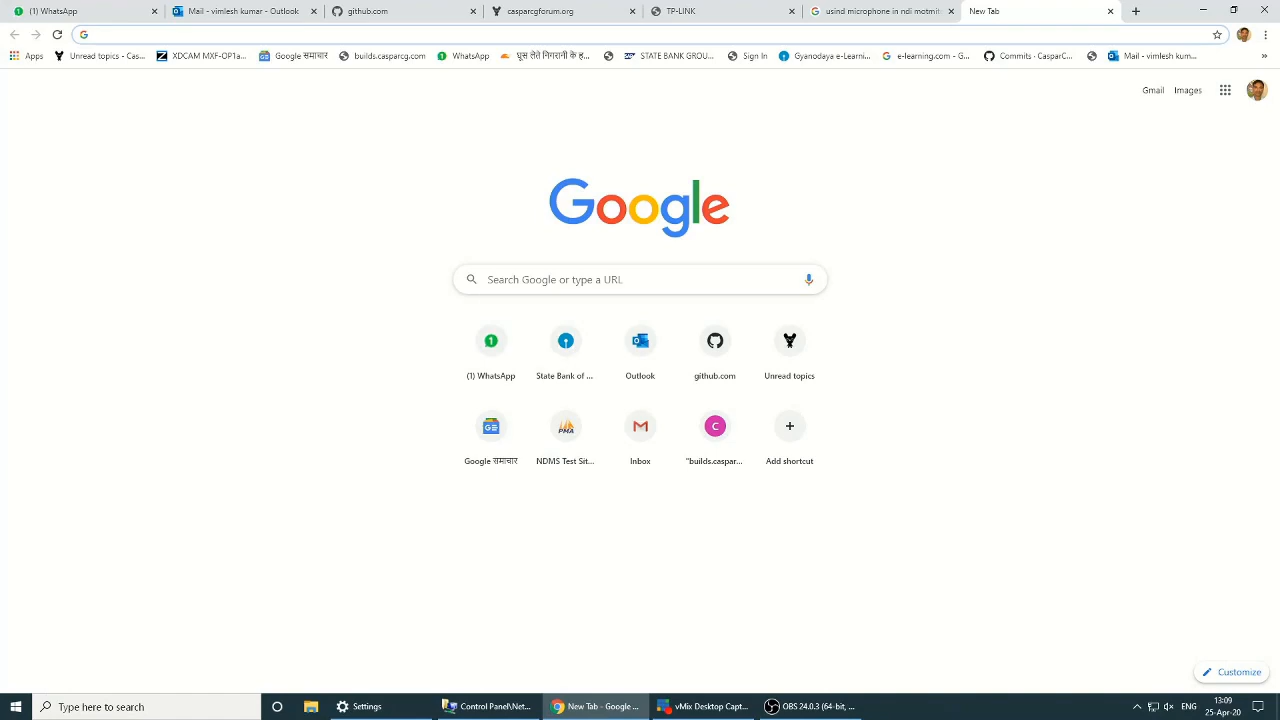 (1) WhatsApp
Mail - vimlesh kumar - Outlook
github.com
casparcgforum.org
TP-LINK
usind microphone in ndi motnit
New Tab
Apps
Unread topics - Cas...
XDCAM MXF-OP1a...
Google समाचार
builds.casparcg.com
WhatsApp
घूस लेते निगरानी के ह...
STATE BANK GROU...
Sign In
Gyanodaya e-Learni...
e-learning.com - G...
Commits · CasparC...
Mail - vimlesh kum...
»
Gmail
Images
Google
Search Google or type a URL
(1) WhatsApp
State Bank of ...
Outlook
github.com
Unread topics
Google समाचार
NDMS Test Sit...
Inbox
"builds.caspar...
Add shortcut
Customize
Type here to search
Settings
Control Panel\Net...
New Tab - Google ...
vMix Desktop Capt...
OBS 24.0.3 (64-bit, ...
ENG
13:09
25-Apr-20